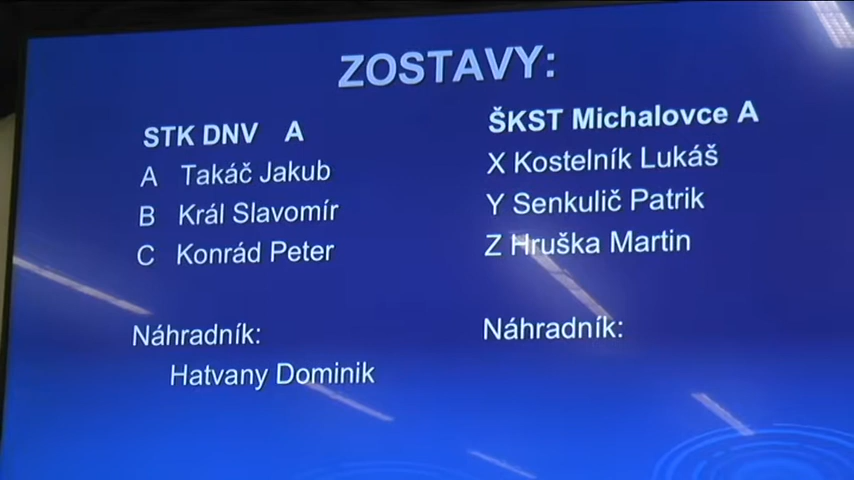 ZOSTAVY:
STK DNV A
A Takáč Jakub
B Král Slavomír
C Konrád Peter
Náhradník:
Hatvany Dominik
ŠKST Michalovce A
X Kostelník Lukáš
Y Senkulič Patrik
Z Hruška Martin
Náhradník: